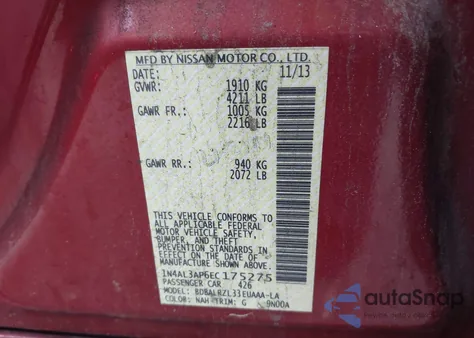 MFD BY NISSAN MOTOR CO., LTD.
DATE: 11/13
GVWR: 1910 KG
4211 LB
GAWR FR.: 1005 KG
2216 LB
GAWR RR.: 940 KG
2072 LB
THIS VEHICLE CONFORMS TO
ALL APPLICABLE FEDERAL
MOTOR VEHICLE SAFETY,
BUMPER, AND THEFT
PREVENTION STANDARDS IN
EFFECT ON THE DATE OF
MANUFACTURE SHOWN ABOVE.
1N4AL3AP6EC175275
PASSENGER CAR 426
MODEL: BDBALRZL33EUAAA-LA
COLOR: NAH TRIM: G 9N00A
autoSnap